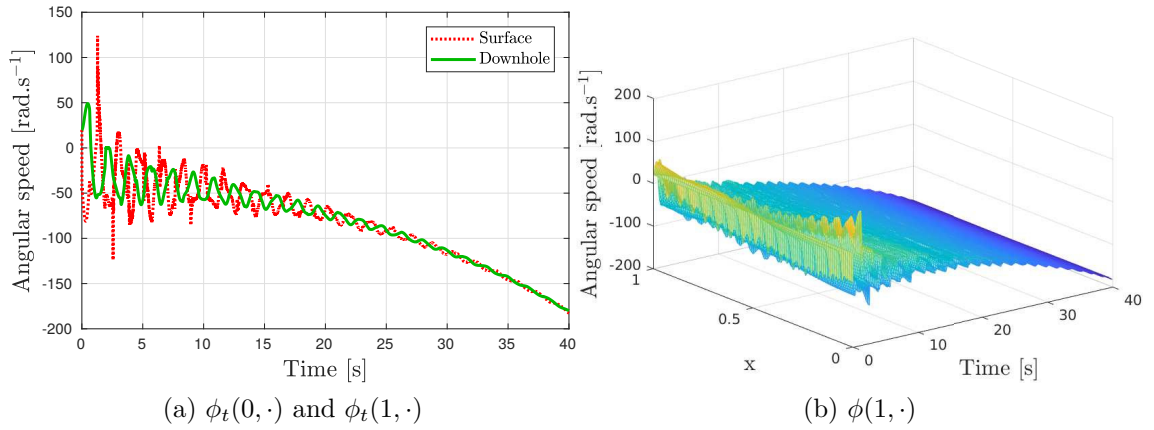 150
100
50
0
-50
-100
-150
-200
Angular speed [rad.s⁻¹]
Surface
Downhole
0 5 10 15 20 25 30 35 40
Time [s]
(a) ϕₜ(0, ·) and ϕₜ(1, ·)
200
100
0
-100
-200
Angular speed [rad.s⁻¹]
1
0.5
0
x
0
10
20
30
40
Time [s]
(b) ϕ(1, ·)